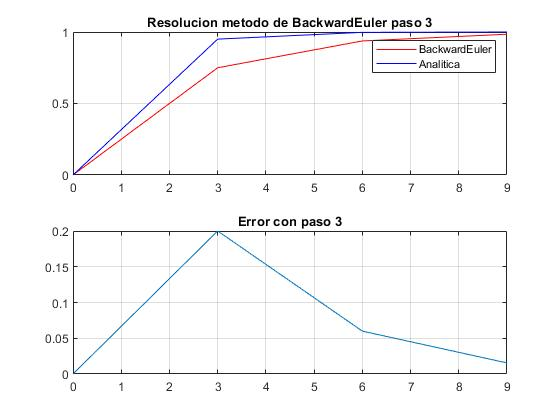 Resolucion metodo de BackwardEuler paso 3
1
0.5
0
BackwardEuler
Analítica
0 1 2 3 4 5 6 7 8 9
Error con paso 3
0.2
0.15
0.1
0.05
0
0 1 2 3 4 5 6 7 8 9